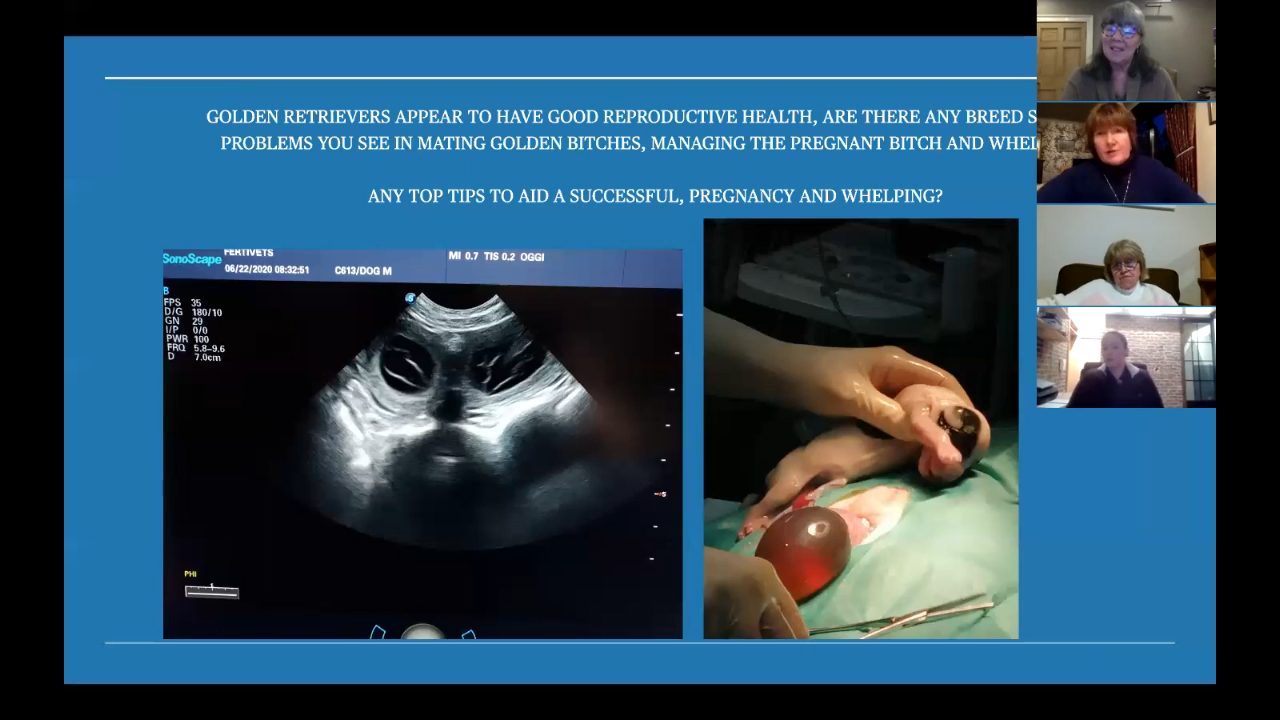 GOLDEN RETRIEVERS APPEAR TO HAVE GOOD REPRODUCTIVE HEALTH, ARE THERE ANY BREED S
PROBLEMS YOU SEE IN MATING GOLDEN BITCHES, MANAGING THE PREGNANT BITCH AND WHEL
ANY TOP TIPS TO AID A SUCCESSFUL, PREGNANCY AND WHELPING?
SonoScape
FERTIVETS
06/22/2020 08:32:51 C613/DOG M
MI 0.7 TIS 0.2 OGGI
B
FPS 35
D/G 180/10
GN 29
I/P 0/0
PWR 100
FRQ 5.8-9.6
D 7.0cm
5
PHI